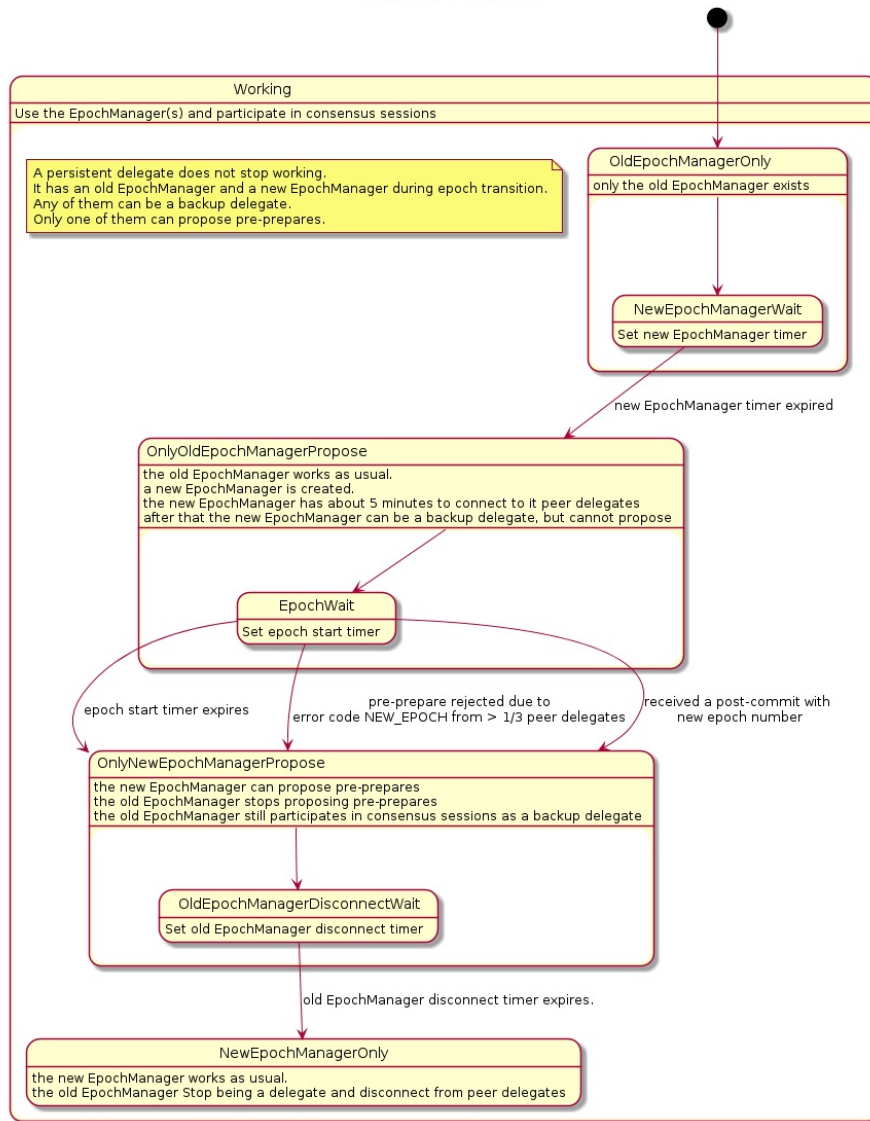 Working
Use the EpochManager(s) and participate in consensus sessions
A persistent delegate does not stop working.
It has an old EpochManager and a new EpochManager during epoch transition.
Any of them can be a backup delegate.
Only one of them can propose pre-prepares.
OldEpochManagerOnly
only the old EpochManager exists
NewEpochManagerWait
Set new EpochManager timer
new EpochManager timer expired
OnlyOldEpochManagerPropose
the old EpochManager works as usual.
a new EpochManager is created.
the new EpochManager has about 5 minutes to connect to it peer delegates
after that the new EpochManager can be a backup delegate, but cannot propose
EpochWait
Set epoch start timer
epoch start timer expires
pre-prepare rejected due to
error code NEW_EPOCH from > 1/3 peer delegates
received a post-commit with
new epoch number
OnlyNewEpochManagerPropose
the new EpochManager can propose pre-prepares
the old EpochManager stops proposing pre-prepares
the old EpochManager still participates in consensus sessions as a backup delegate
OldEpochManagerDisconnectWait
Set old EpochManager disconnect timer
old EpochManager disconnect timer expires.
NewEpochManagerOnly
the new EpochManager works as usual.
the old EpochManager Stop being a delegate and disconnect from peer delegates